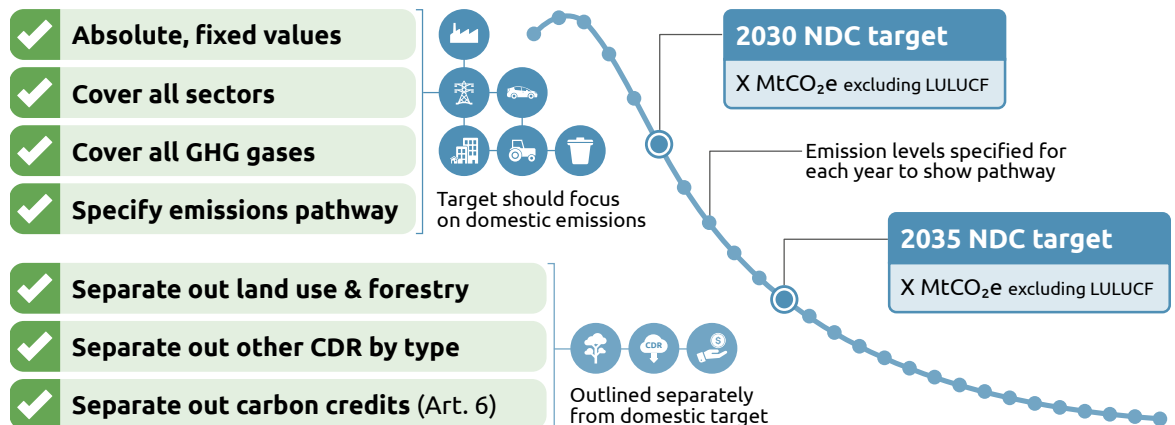 Absolute, fixed values
Cover all sectors
Cover all GHG gases
Specify emissions pathway
Target should focus
on domestic emissions
Separate out land use & forestry
Separate out other CDR by type
Separate out carbon credits (Art. 6)
CDR
S
Outlined separately
from domestic target
2030 NDC target
X MtCO₂e excluding LULUCF
Emission levels specified for
each year to show pathway
2035 NDC target
X MtCO₂e excluding LULUCF